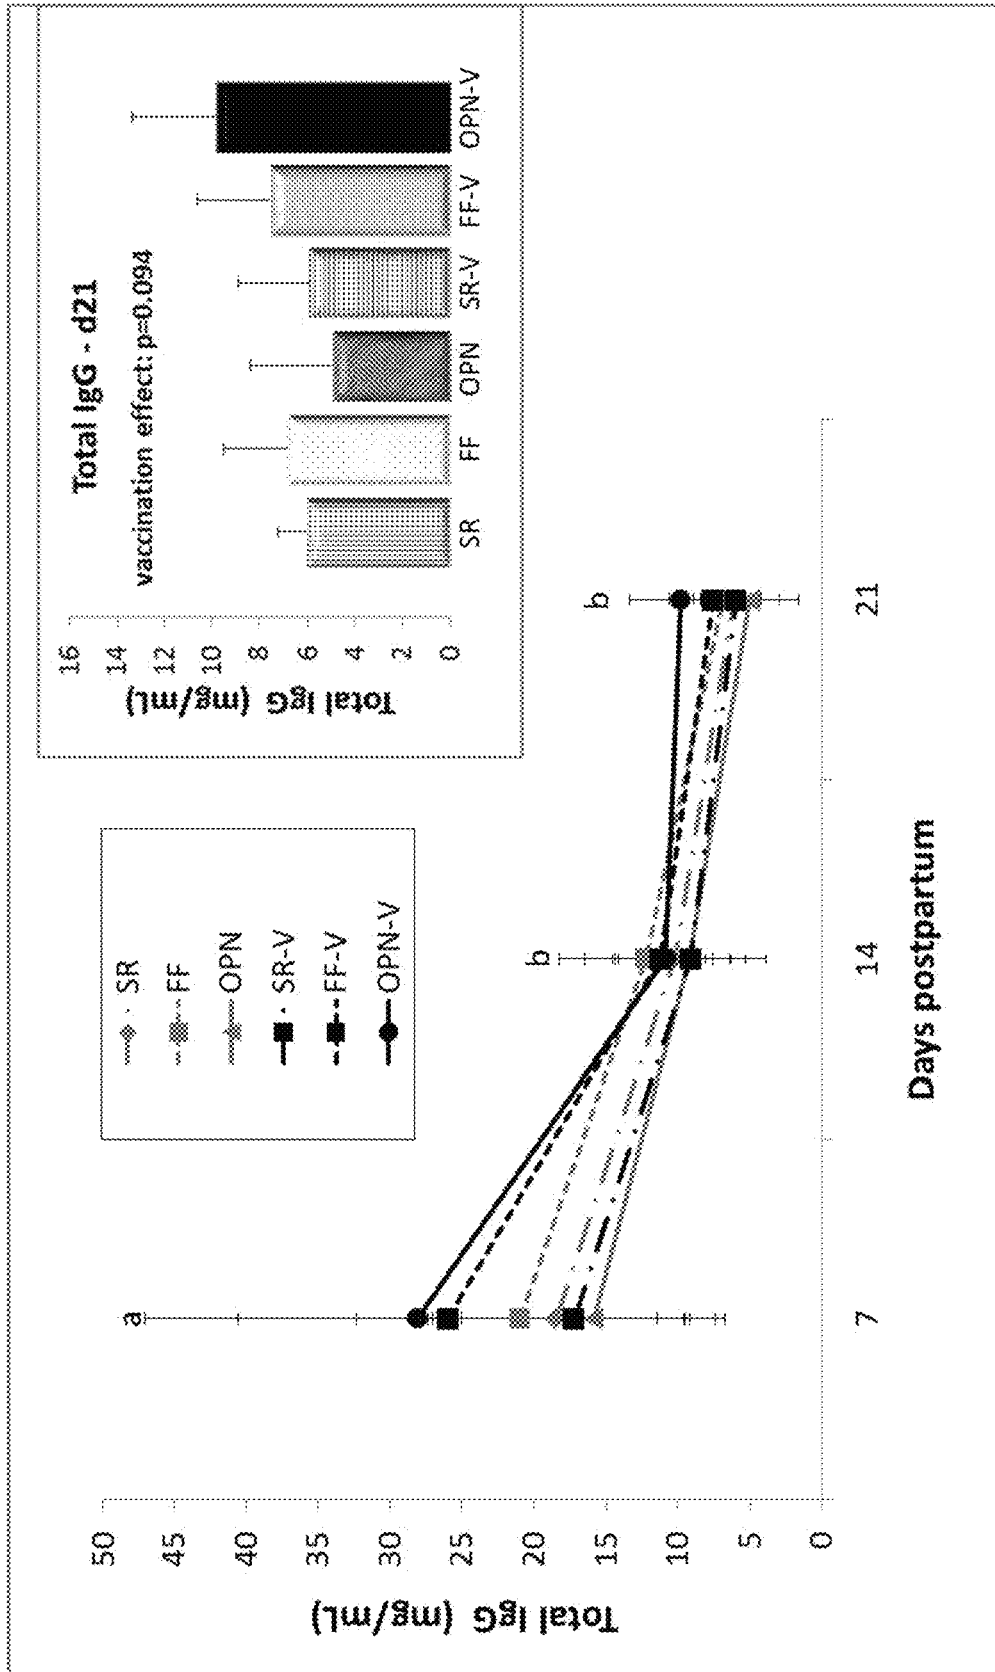 Total IgG (mg/mL)
50
45
40
35
30
25
20
15
10
5
0
a
b
b
7
14
21
Days postpartum
SR
FF
OPN
SR-V
FF-V
OPN-V
Total IgG - d21
vaccination effect: p=0.094
Total IgG (mg/mL)
16
14
12
10
8
6
4
2
0
SR
FF
OPN
SR-V
FF-V
OPN-V